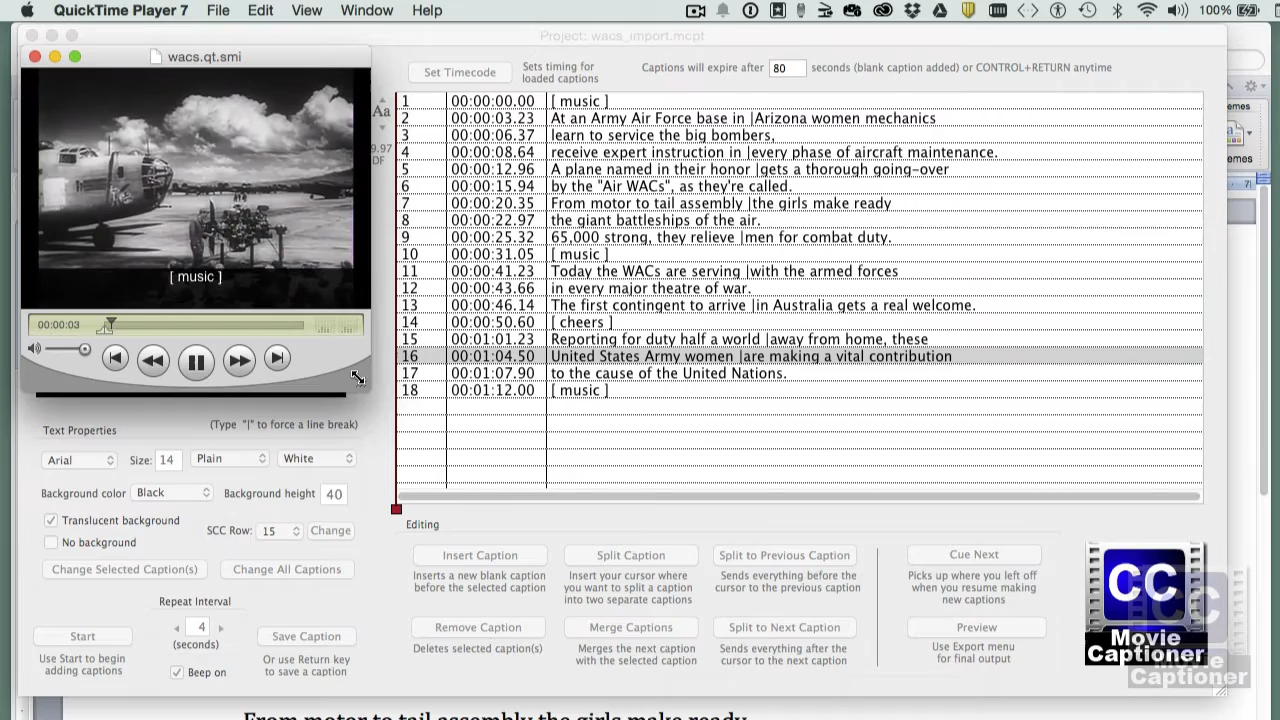 QuickTime Player 7 File Edit View Window Help 100%
Project: wacs_import.mcpt
wacs.qt.smi
[ music ]
00:00:03
Aa
9.97
DF
Set Timecode
Sets timing for
loaded captions
Captions will expire after 80 seconds (blank caption added) or CONTROL+RETURN anytime
1 00:00:00.00 [ music ]
2 00:00:03.23 At an Army Air Force base in |Arizona women mechanics
3 00:00:06.37 learn to service the big bombers,
4 00:00:08.64 receive expert instruction in |every phase of aircraft maintenance.
5 00:00:12.96 A plane named in their honor |gets a thorough going-over
6 00:00:15.94 by the "Air WACs", as they're called.
7 00:00:20.35 From motor to tail assembly |the girls make ready
8 00:00:22.97 the giant battleships of the air.
9 00:00:25.32 65,000 strong, they relieve |men for combat duty.
10 00:00:31.05 [ music ]
11 00:00:41.23 Today the WACs are serving |with the armed forces
12 00:00:43.66 in every major theatre of war.
13 00:00:46.14 The first contingent to arrive |in Australia gets a real welcome.
14 00:00:50.60 [ cheers ]
15 00:01:01.23 Reporting for duty half a world |away from home, these
16 00:01:04.50 United States Army women |are making a vital contribution
17 00:01:07.90 to the cause of the United Nations.
18 00:01:12.00 [ music ]
Text Properties
(Type "|" to force a line break)
Arial Size: 14 Plain White
Background color Black Background height 40
Translucent background
No background
SCC Row: 15 Change
Change Selected Caption(s) Change All Captions
Repeat Interval
4
(seconds)
Start
Use Start to begin
adding captions
Beep on
Save Caption
Or use Return key
to save a caption
Editing
Insert Caption
Inserts a new blank caption
before the selected caption
Split Caption
Insert your cursor where
you want to split a caption
into two separate captions
Split to Previous Caption
Sends everything before the
cursor to the previous caption
Cue Next
Picks up where you left off
when you resume making
new captions
Remove Caption
Deletes selected caption(s)
Merge Captions
Merges the next caption
with the selected caption
Split to Next Caption
Sends everything after the
cursor to the next caption
Preview
Use Export menu
for final output
CC
Movie
Captioner
Captioner
emes
emes
From motor to tail assembly the girls make ready